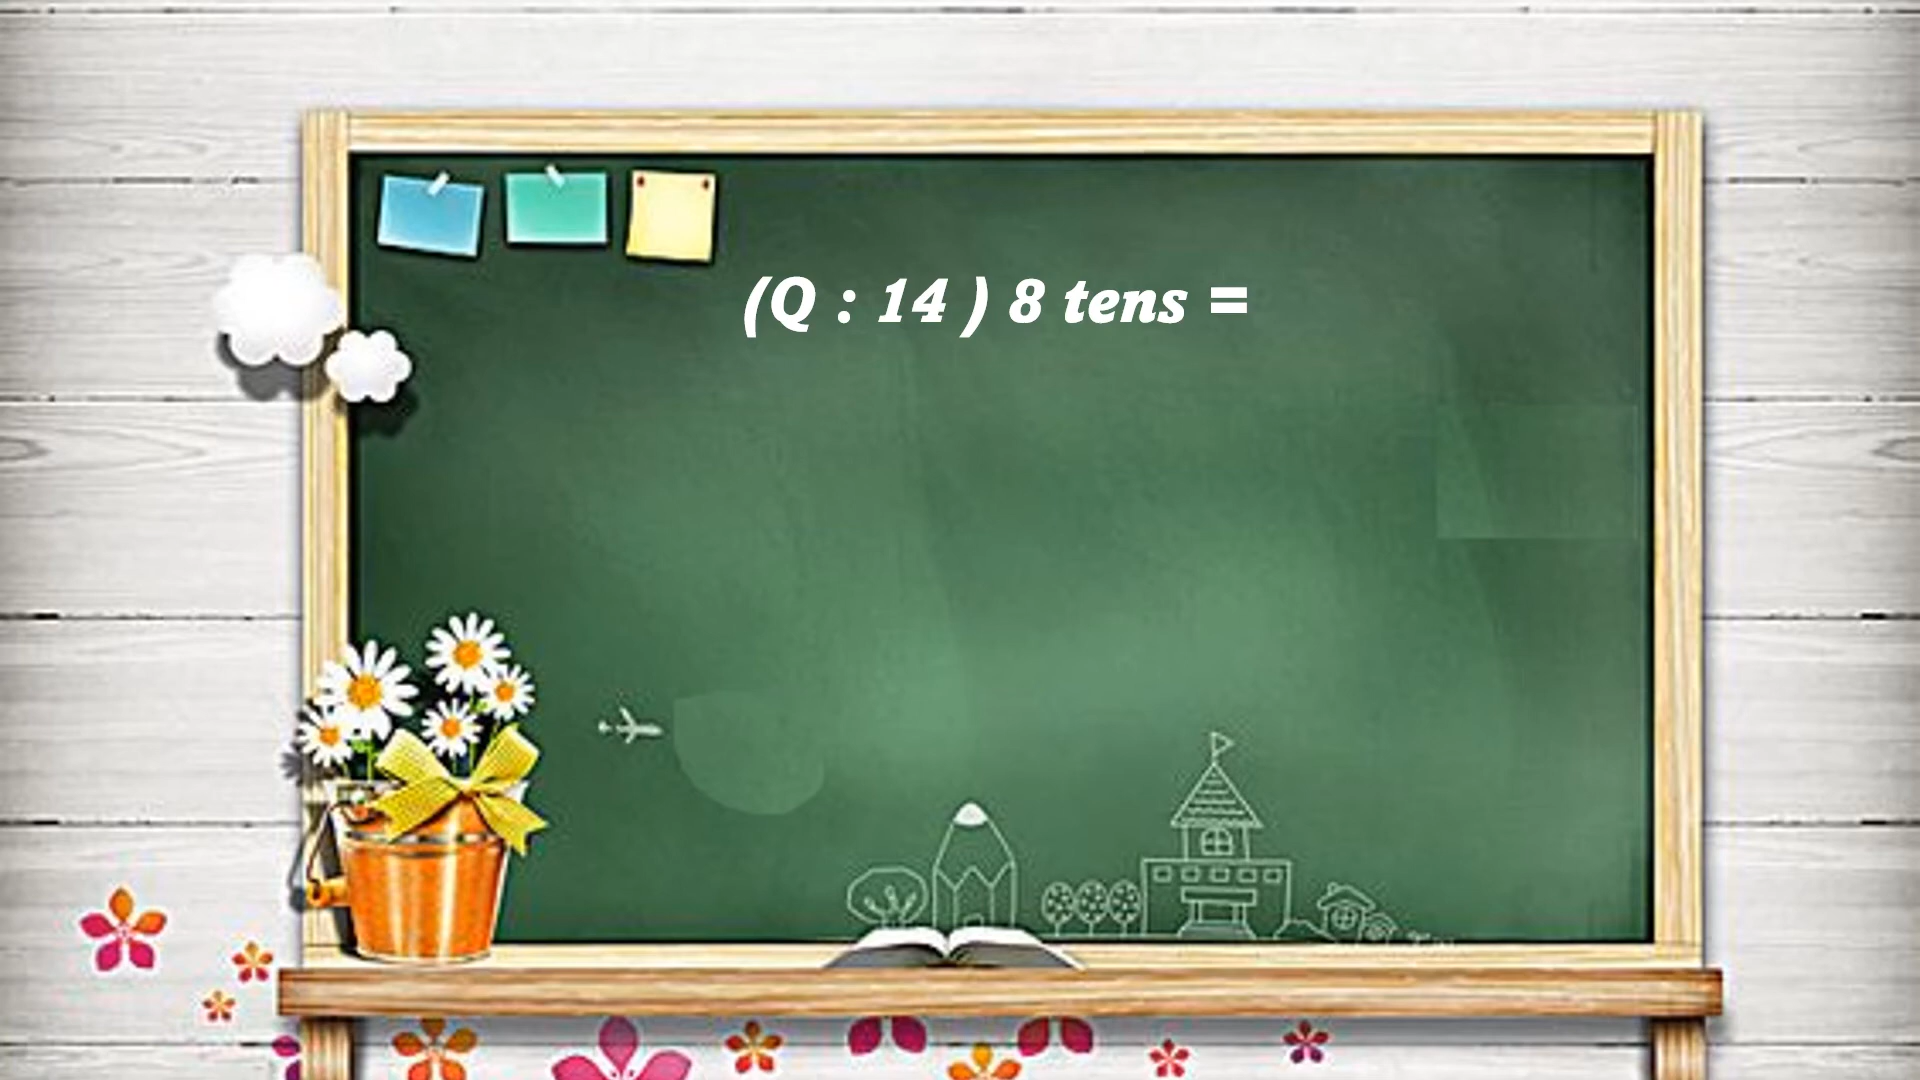 (Q : 14 ) 8 tens =